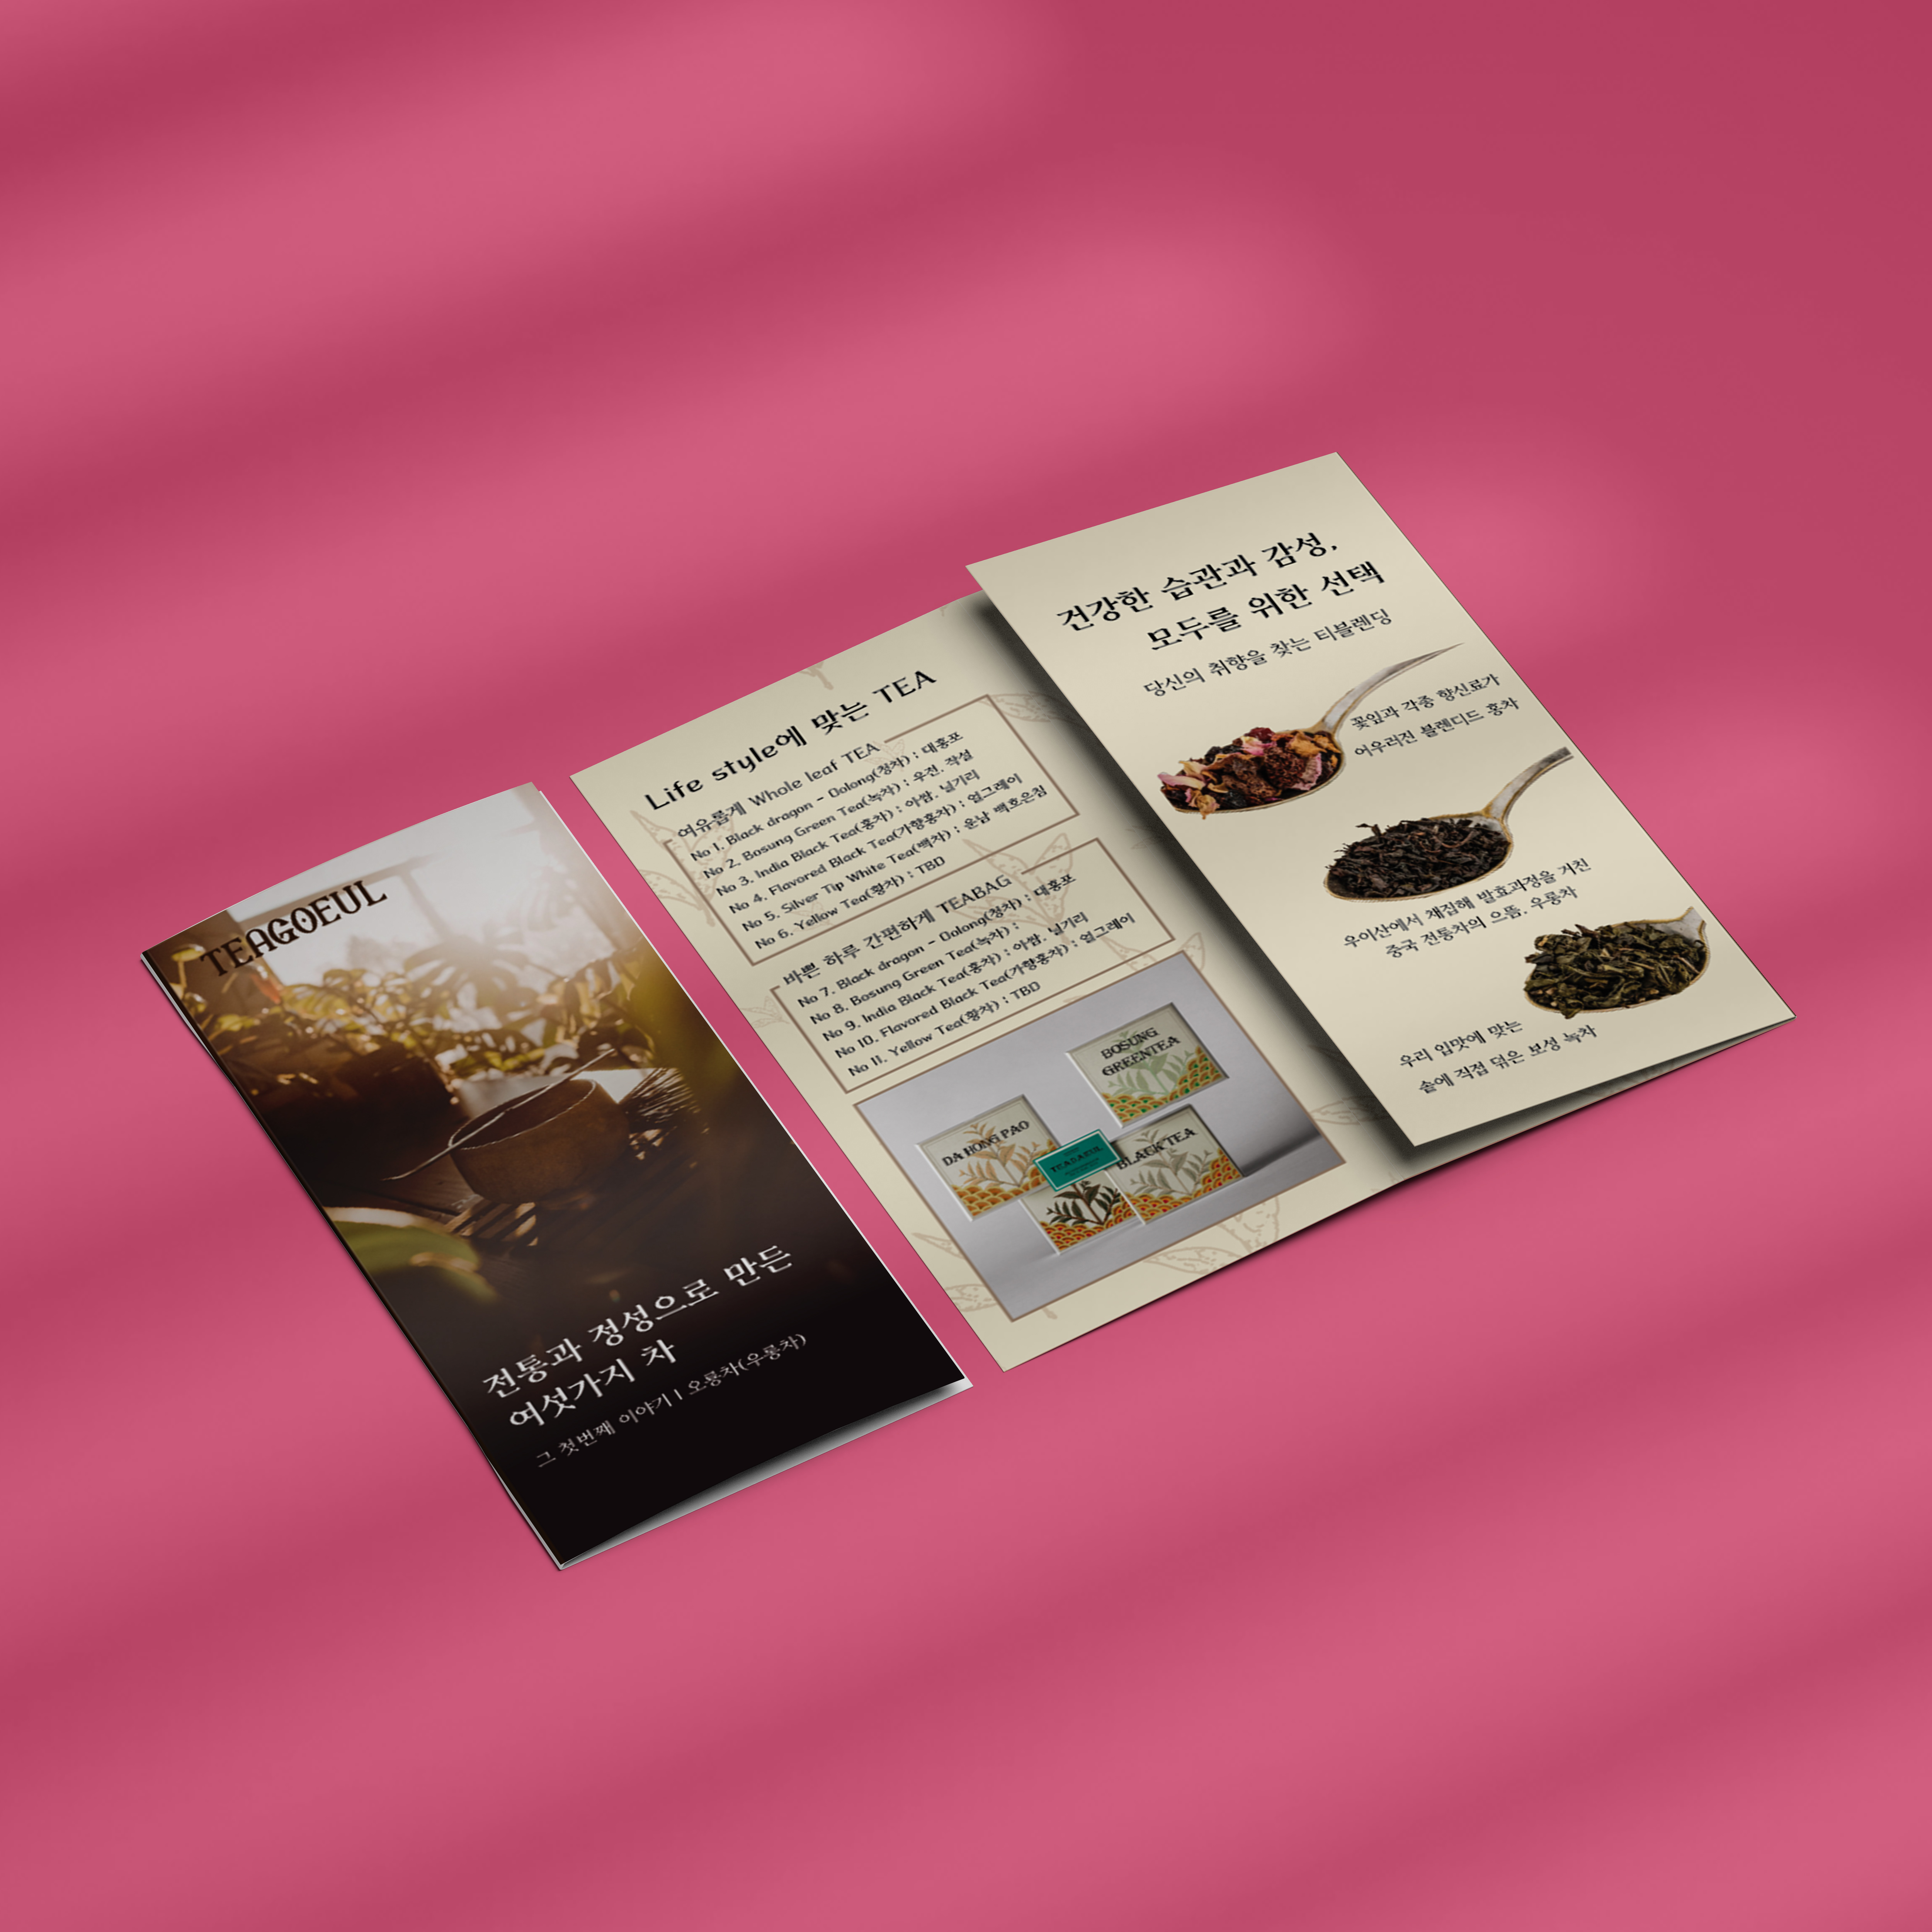 TEAGOEUL
전통과 정성으로 만든
여섯가지 차
그 첫번째 이야기 | 오룡차(우롱차)
Life style에 맞는 TEA
여유롭게 Whole leaf TEA
No 1. Black dragon - Oolong(청차) : 대홍포
No 2. Bosung Green Tea(녹차) : 우전, 작설
No 3. India Black Tea(홍차) : 아쌈, 닐기리
No 4. Flavored Black Tea(가향홍차) : 얼그레이
No 5. Silver Tip White Tea(백차) : 운남 백호은침
No 6. Yellow Tea(황차) : TBD
바쁜 하루 간편하게 TEABAG
No 7. Black dragon - Oolong(청차) : 대홍포
No 8. Bosung Green Tea(녹차) :
No 9. India Black Tea(홍차) : 아쌈, 닐기리
No 10. Flavored Black Tea(가향홍차) : 얼그레이
No 11. Yellow Tea(황차) : TBD
BOSUNG
GREENTEA
DA HONG PAO
BLACK TEA
건강한 습관과 감성,
모두를 위한 선택
당신의 취향을 찾는 티블렌딩
꽃잎과 각종 향신료가
어우러진 블렌디드 홍차
우이산에서 채집해 발효과정을 거친
중국 전통차의 으뜸, 우롱차
우리 입맛에 맞는
솥에 직접 덖은 보성 녹차